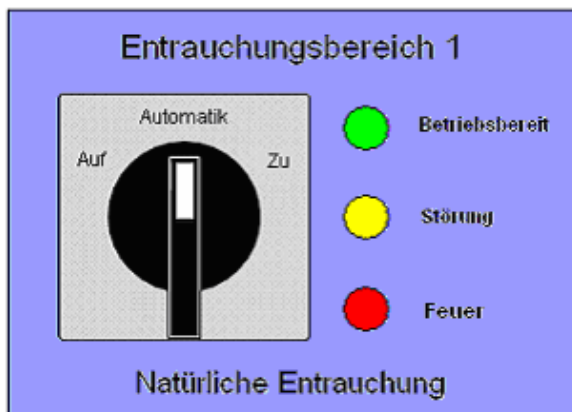 Entrauchungsbereich 1
Automatik
Auf
Zu
Betriebsbereit
Störung
Feuer
Natürliche Entrauchung